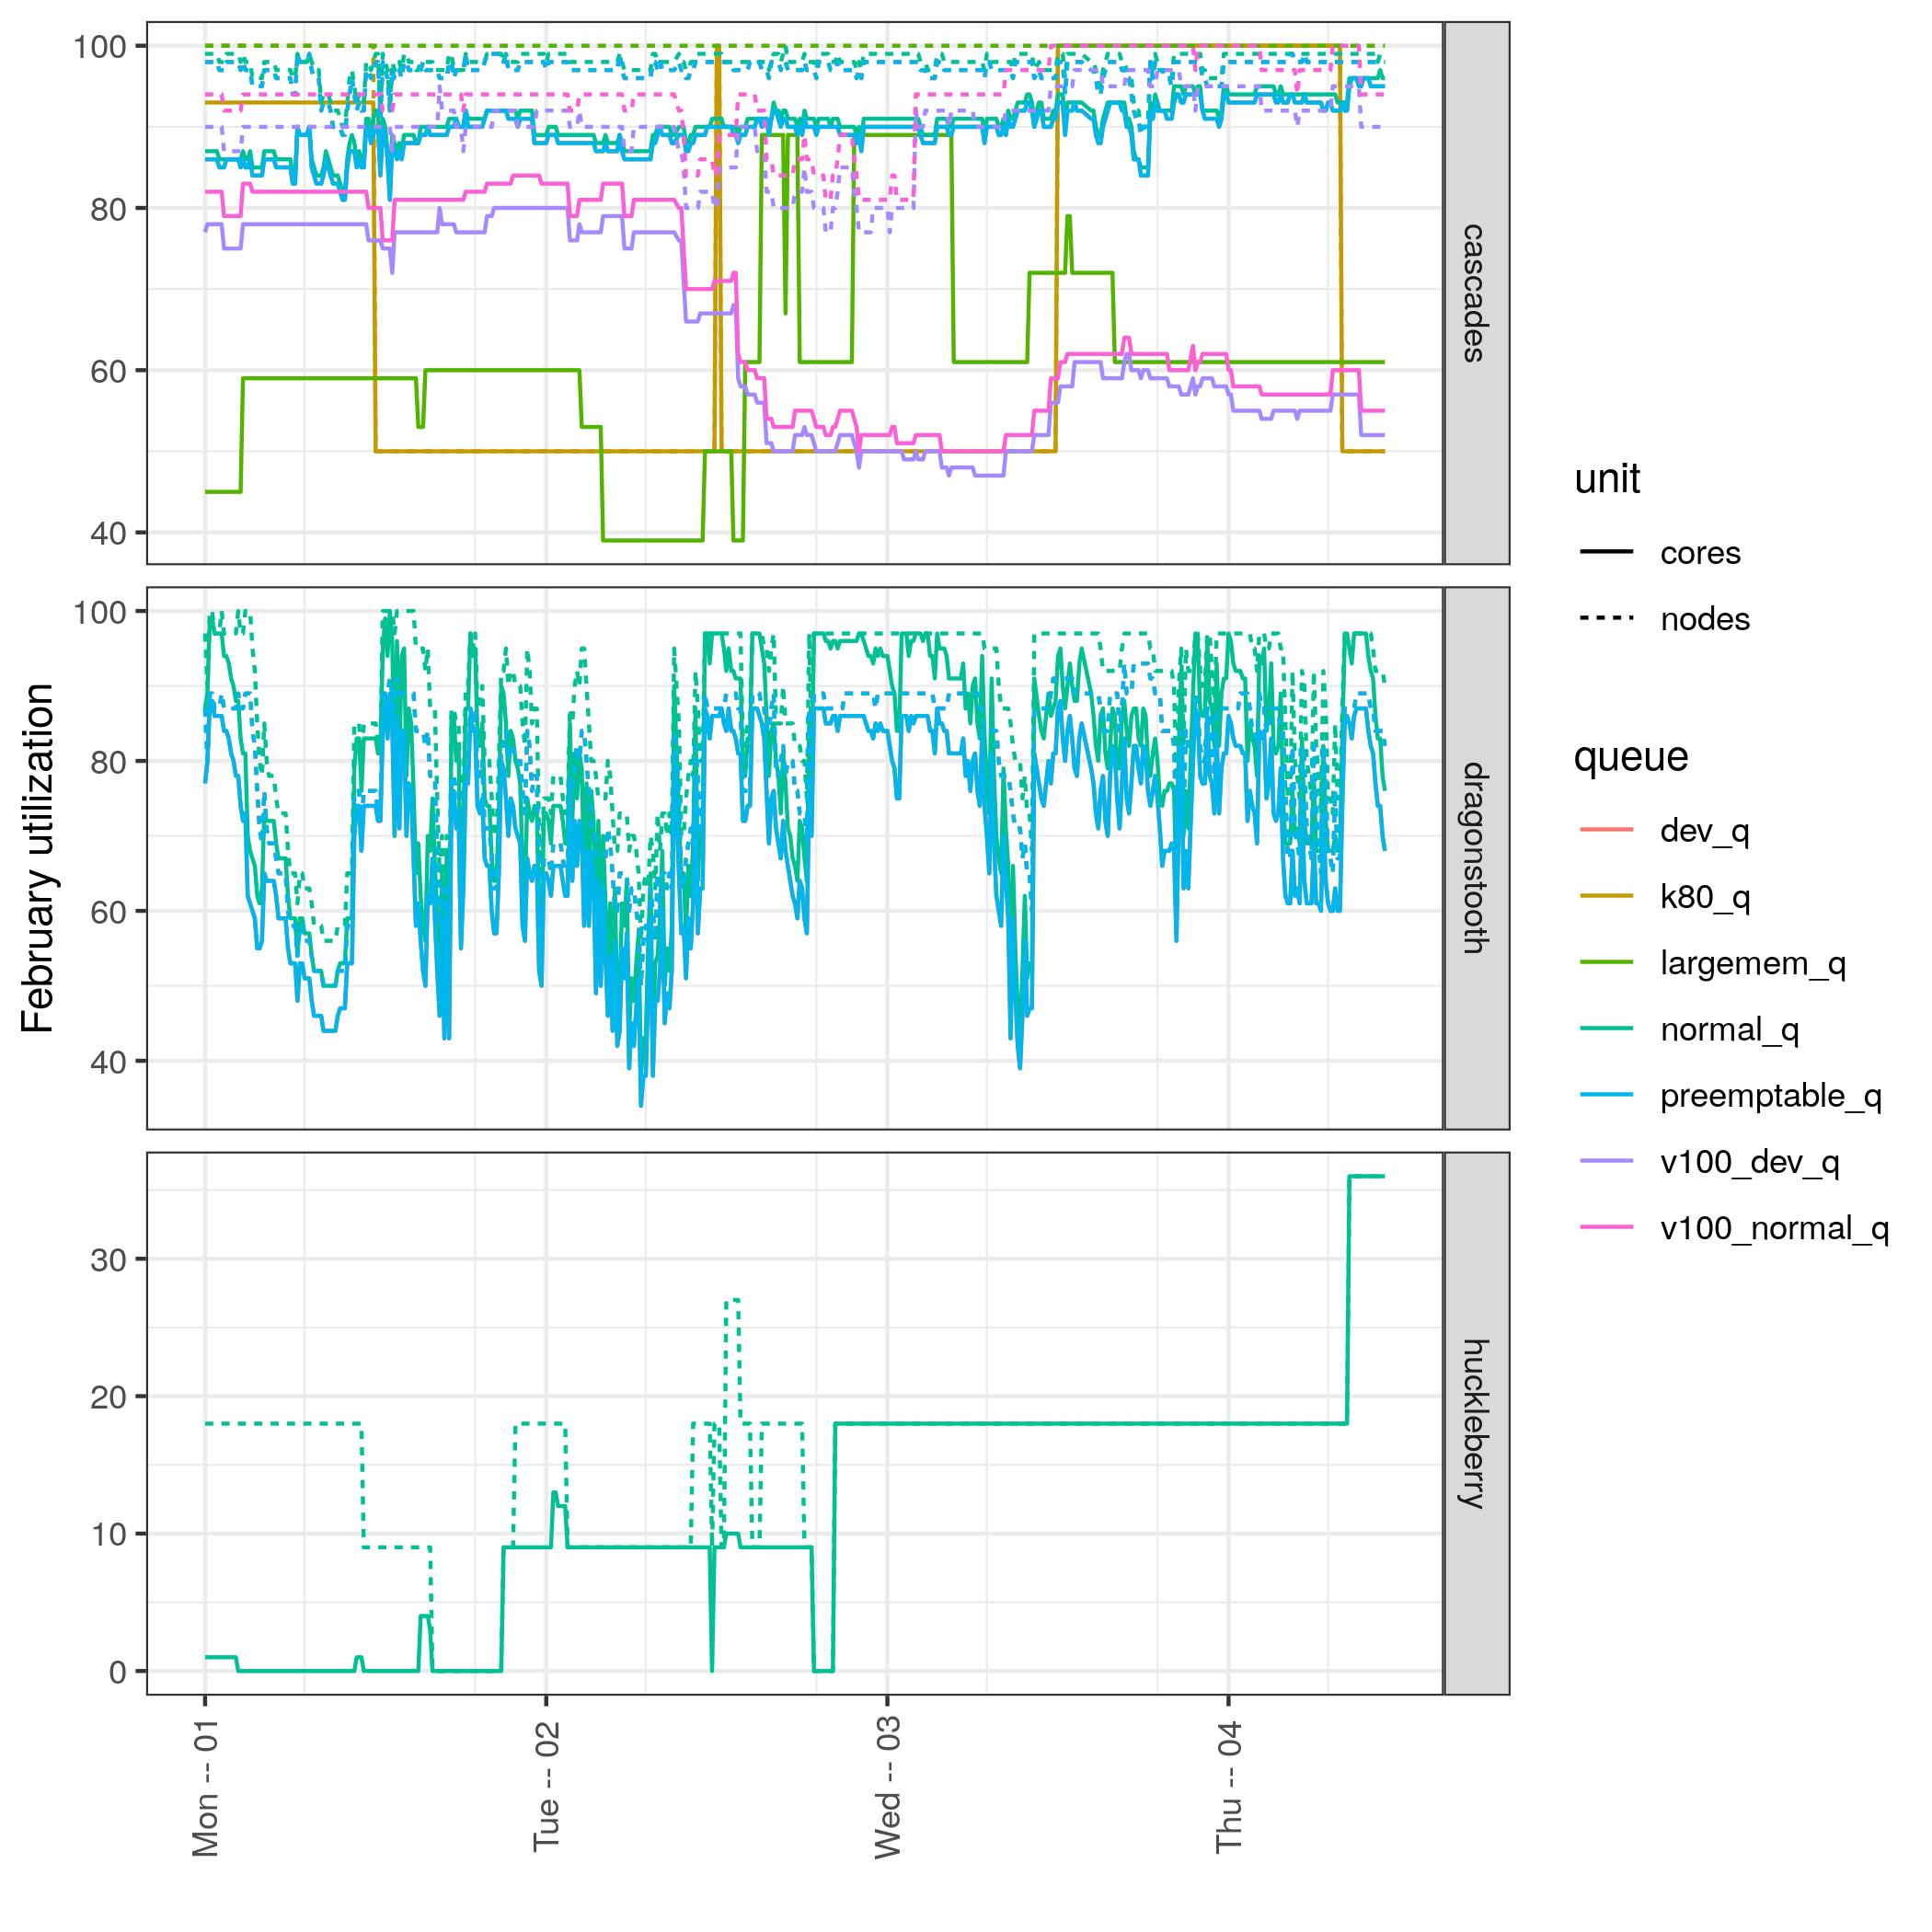 100
80
60
40
cascades
100
80
60
40
dragonstooth
February utilization
30
20
10
0
huckleberry
Mon -- 01
Tue -- 02
Wed -- 03
Thu -- 04
unit
cores
nodes
queue
dev_q
k80_q
largemem_q
normal_q
preemptable_q
v100_dev_q
v100_normal_q